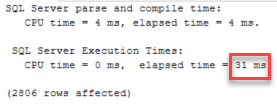 SQL Server parse and compile time:
CPU time = 4 ms, elapsed time = 4 ms.
SQL Server Execution Times:
CPU time = 0 ms,  elapsed time = 31 ms
(2806 rows affected)